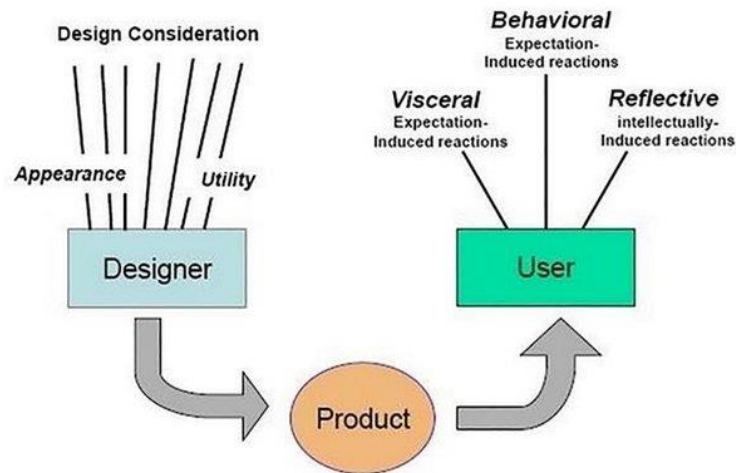 Design Consideration
Appearance
Utility
Designer
Behavioral
Expectation-
Induced reactions
Visceral
Expectation-
Induced reactions
Reflective
intellectually-
Induced reactions
User
Product